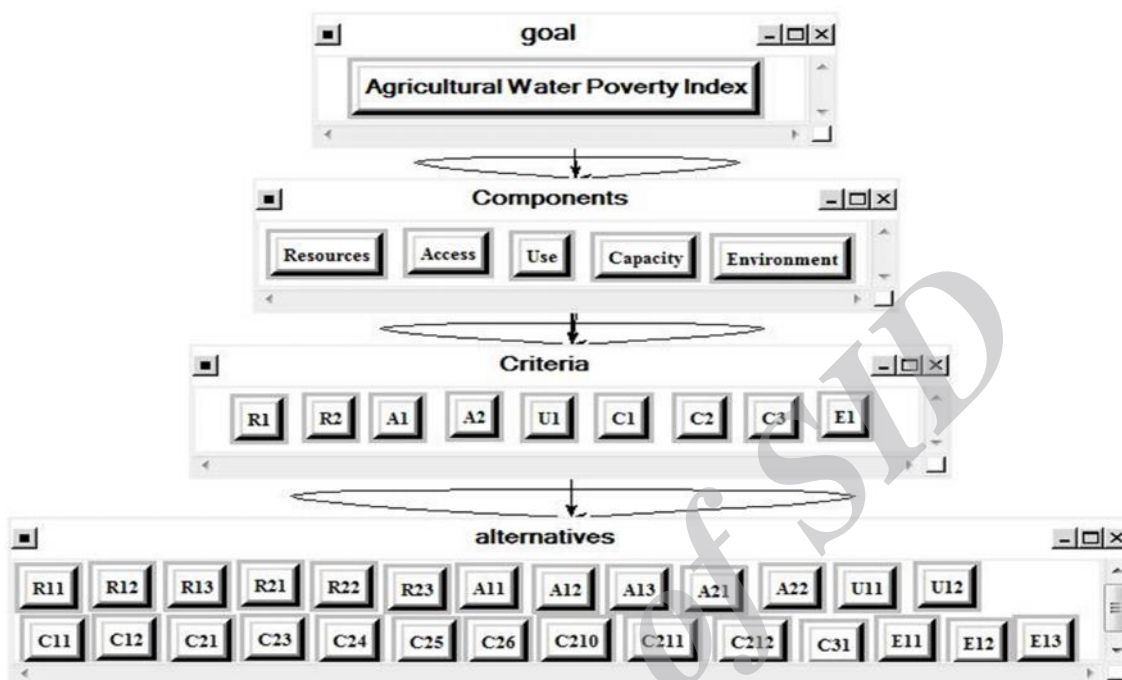 goal
Agricultural Water Poverty Index
Components
Resources Access Use Capacity Environment
Criteria
R1 R2 A1 A2 U1 C1 C2 C3 E1
alternatives
R11 R12 R13 R21 R22 R23 A11 A12 A13 A21 A22 U11 U12
C11 C12 C21 C23 C24 C25 C26 C210 C211 C212 C31 E11 E12 E13
of SID